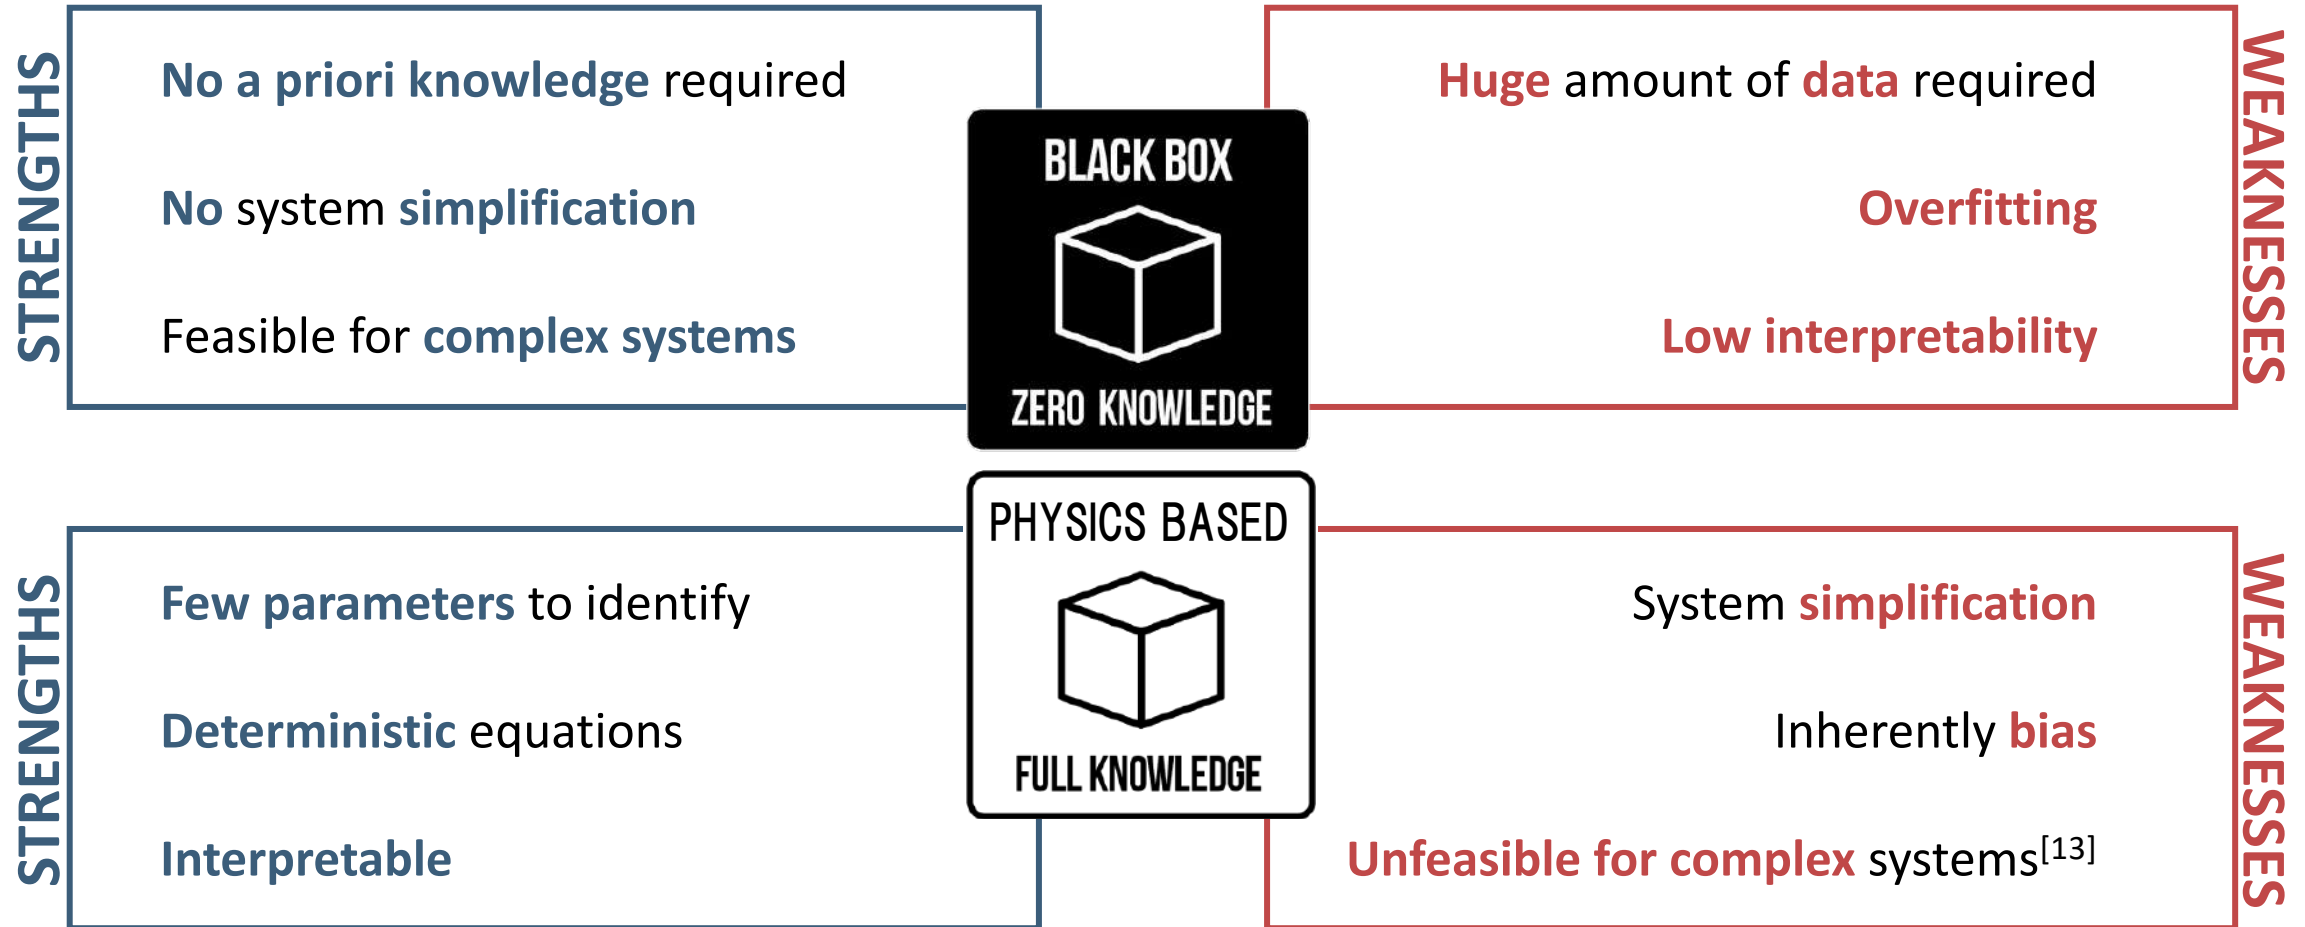 STRENGTHS
No a priori knowledge required
No system simplification
Feasible for complex systems
BLACK BOX
ZERO KNOWLEDGE
Huge amount of data required
Overfitting
Low interpretability
WEAKNESSES
STRENGTHS
Few parameters to identify
Deterministic equations
Interpretable
PHYSICS BASED
FULL KNOWLEDGE
System simplification
Inherently bias
Unfeasible for complex systems[13]
WEAKNESSES